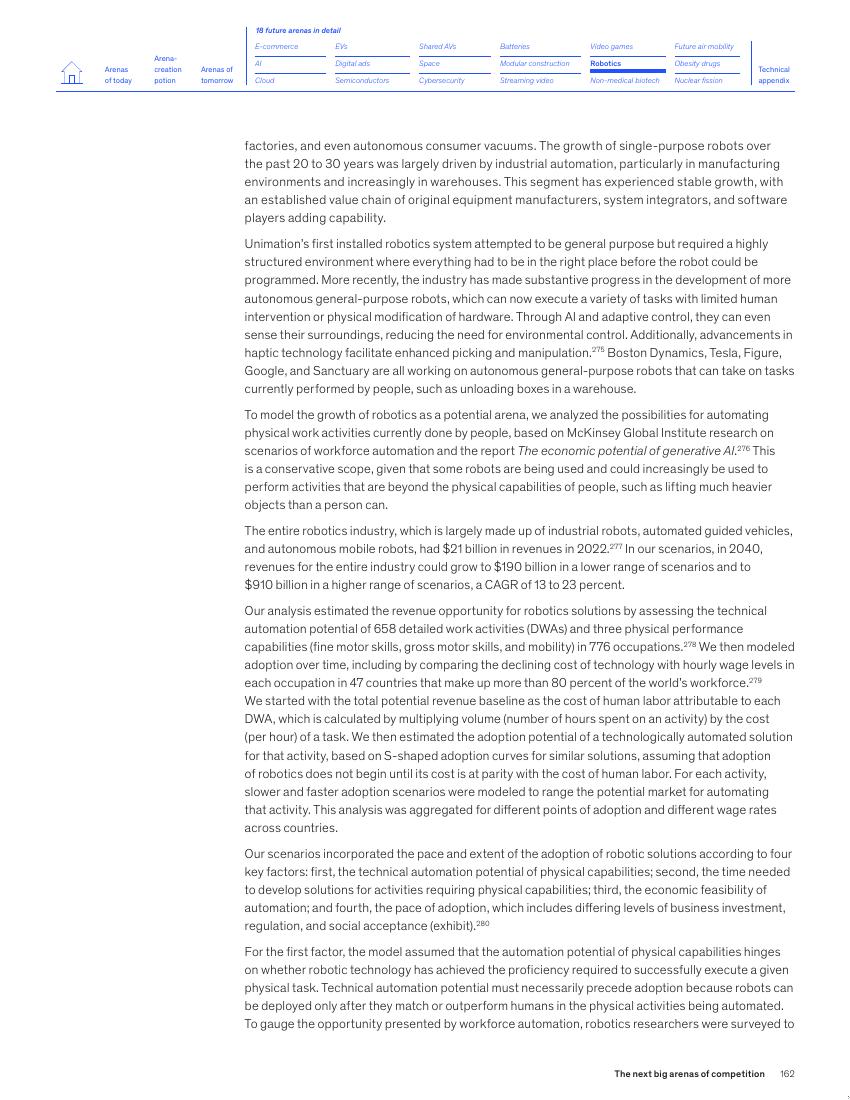 18 future arenas in detail
Arenas of today
Arena-creation potion
Arenas of tomorrow
E-commerce EVs Shared AVs Batteries Video games Future air mobility
AI Digital ads Space Modular construction Robotics Obesity drugs
Cloud Semiconductors Cybersecurity Streaming video Non-medical biotech Nuclear fission
Technical appendix
factories, and even autonomous consumer vacuums. The growth of single-purpose robots over
the past 20 to 30 years was largely driven by industrial automation, particularly in manufacturing
environments and increasingly in warehouses. This segment has experienced stable growth, with
an established value chain of original equipment manufacturers, system integrators, and software
players adding capability.
Unimation’s first installed robotics system attempted to be general purpose but required a highly
structured environment where everything had to be in the right place before the robot could be
programmed. More recently, the industry has made substantive progress in the development of more
autonomous general-purpose robots, which can now execute a variety of tasks with limited human
intervention or physical modification of hardware. Through AI and adaptive control, they can even
sense their surroundings, reducing the need for environmental control. Additionally, advancements in
haptic technology facilitate enhanced picking and manipulation.275 Boston Dynamics, Tesla, Figure,
Google, and Sanctuary are all working on autonomous general-purpose robots that can take on tasks
currently performed by people, such as unloading boxes in a warehouse.
To model the growth of robotics as a potential arena, we analyzed the possibilities for automating
physical work activities currently done by people, based on McKinsey Global Institute research on
scenarios of workforce automation and the report The economic potential of generative AI.276 This
is a conservative scope, given that some robots are being used and could increasingly be used to
perform activities that are beyond the physical capabilities of people, such as lifting much heavier
objects than a person can.
The entire robotics industry, which is largely made up of industrial robots, automated guided vehicles,
and autonomous mobile robots, had $21 billion in revenues in 2022.277 In our scenarios, in 2040,
revenues for the entire industry could grow to $190 billion in a lower range of scenarios and to
$910 billion in a higher range of scenarios, a CAGR of 13 to 23 percent.
Our analysis estimated the revenue opportunity for robotics solutions by assessing the technical
automation potential of 658 detailed work activities (DWAs) and three physical performance
capabilities (fine motor skills, gross motor skills, and mobility) in 776 occupations.278 We then modeled
adoption over time, including by comparing the declining cost of technology with hourly wage levels in
each occupation in 47 countries that make up more than 80 percent of the world’s workforce.279
We started with the total potential revenue baseline as the cost of human labor attributable to each
DWA, which is calculated by multiplying volume (number of hours spent on an activity) by the cost
(per hour) of a task. We then estimated the adoption potential of a technologically automated solution
for that activity, based on S-shaped adoption curves for similar solutions, assuming that adoption
of robotics does not begin until its cost is at parity with the cost of human labor. For each activity,
slower and faster adoption scenarios were modeled to range the potential market for automating
that activity. This analysis was aggregated for different points of adoption and different wage rates
across countries.
Our scenarios incorporated the pace and extent of the adoption of robotic solutions according to four
key factors: first, the technical automation potential of physical capabilities; second, the time needed
to develop solutions for activities requiring physical capabilities; third, the economic feasibility of
automation; and fourth, the pace of adoption, which includes differing levels of business investment,
regulation, and social acceptance (exhibit).280
For the first factor, the model assumed that the automation potential of physical capabilities hinges
on whether robotic technology has achieved the proficiency required to successfully execute a given
physical task. Technical automation potential must necessarily precede adoption because robots can
be deployed only after they match or outperform humans in the physical activities being automated.
To gauge the opportunity presented by workforce automation, robotics researchers were surveyed to
The next big arenas of competition 162